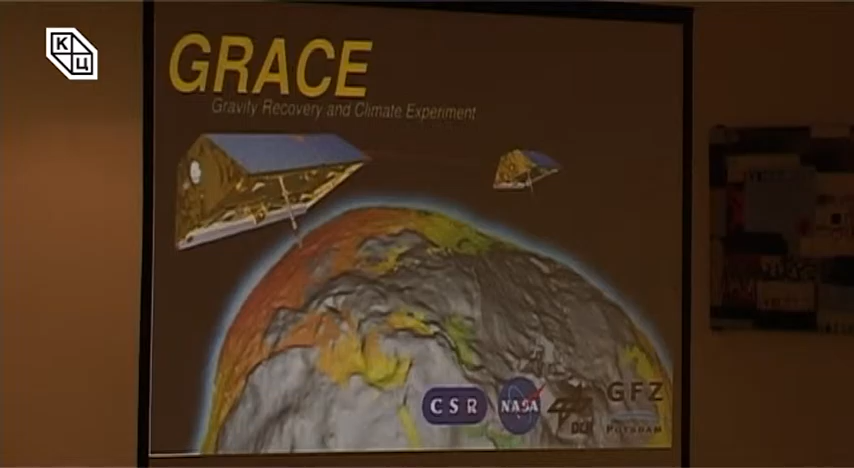 К
Ц
GRACE
Gravity Recovery and Climate Experiment
CSR
NASA
DLR
GFZ
POTSDAM